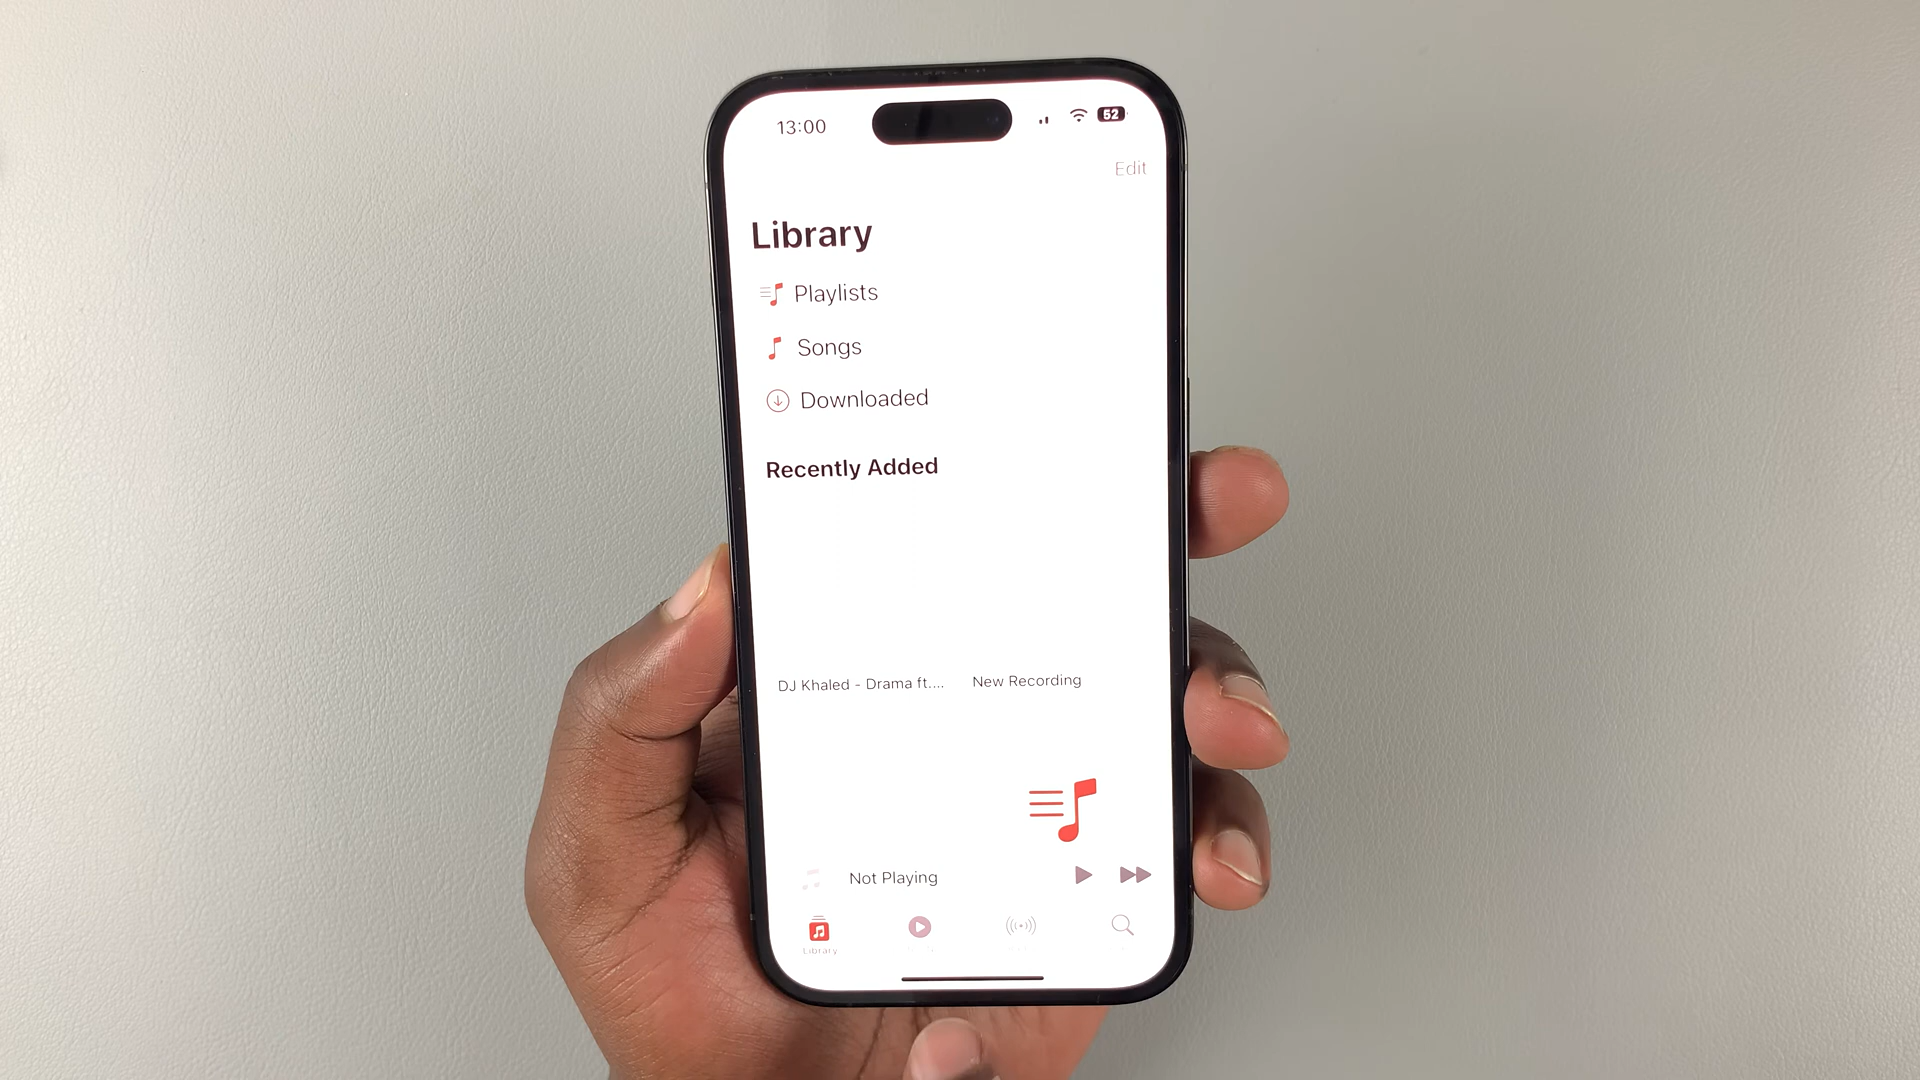 13:00
52
Edit
Library
Playlists
Songs
Downloaded
Recently Added
DJ Khaled - Drama ft....
New Recording
Not Playing
Library